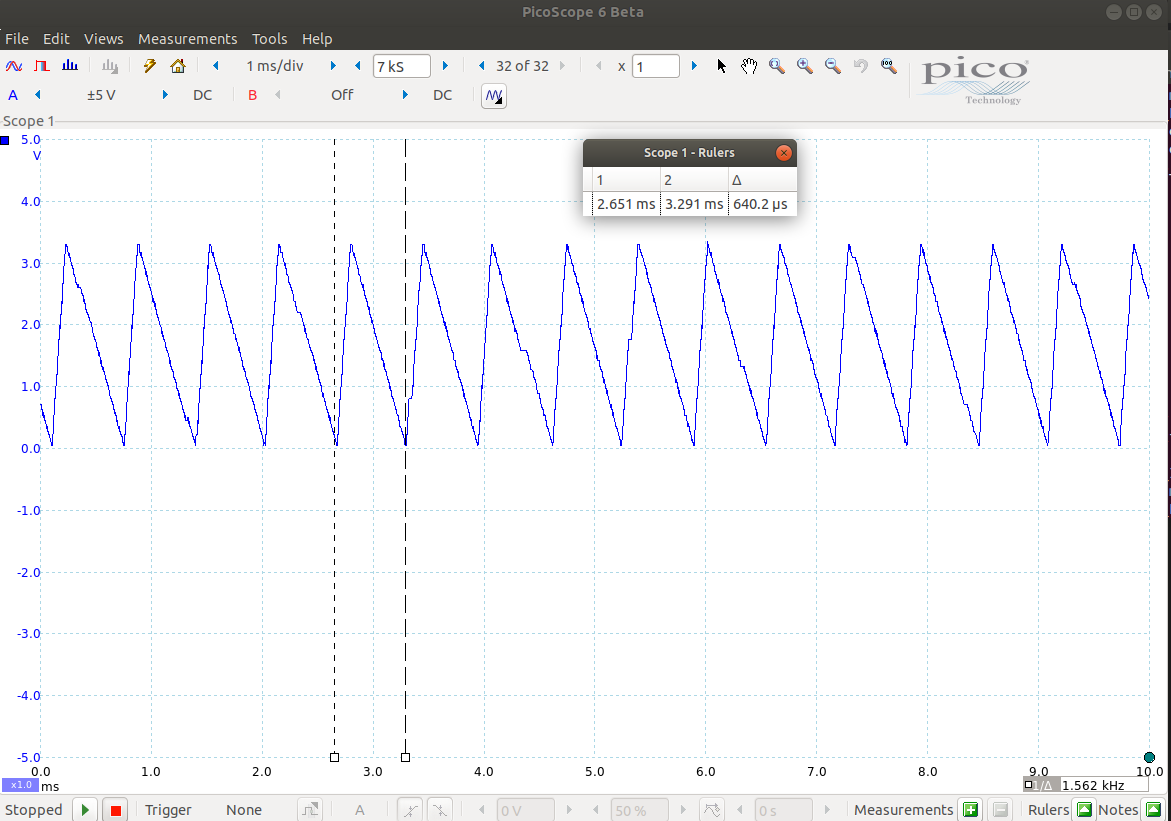 PicoScope 6 Beta
File Edit Views Measurements Tools Help
1 ms/div 7 kS 32 of 32 x 1
A ±5 V DC B Off DC
pico®
Technology
Scope 1
5.0
V
4.0
3.0
2.0
1.0
0.0
-1.0
-2.0
-3.0
-4.0
-5.0
Scope 1 - Rulers
1 2 Δ
2.651 ms 3.291 ms 640.2 µs
0.0 1.0 2.0 3.0 4.0 5.0 6.0 7.0 8.0 9.0 10.0
x1.0 ms 1/Δ 1.562 kHz
Stopped Trigger None A 0 V 50 % 0 s Measurements Rulers Notes